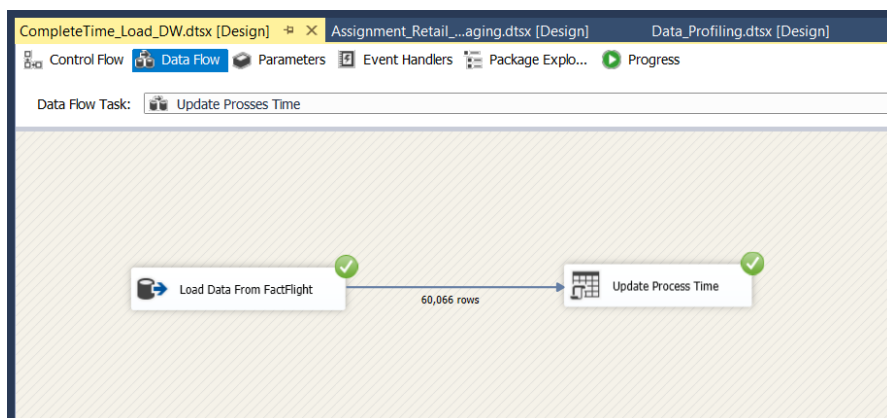 CompleteTime_Load_DW.dtsx [Design] Assignment_Retail_...aging.dtsx [Design] Data_Profiling.dtsx [Design]
Control Flow Data Flow Parameters Event Handlers Package Explo... Progress
Data Flow Task: Update Prosses Time
Load Data From FactFlight
60,066 rows
Update Process Time